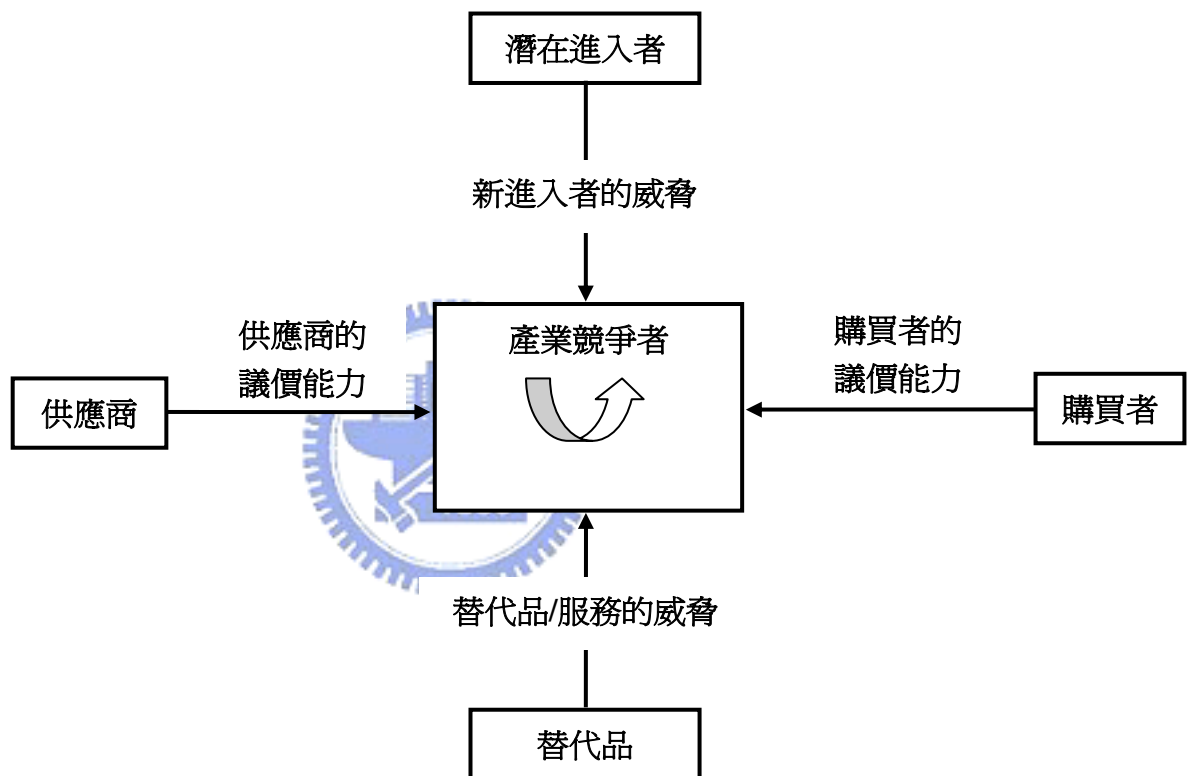 潛在進入者
新進入者的威脅
供應商的
議價能力
產業競爭者
購買者的
議價能力
供應商
購買者
替代品/服務的威脅
替代品